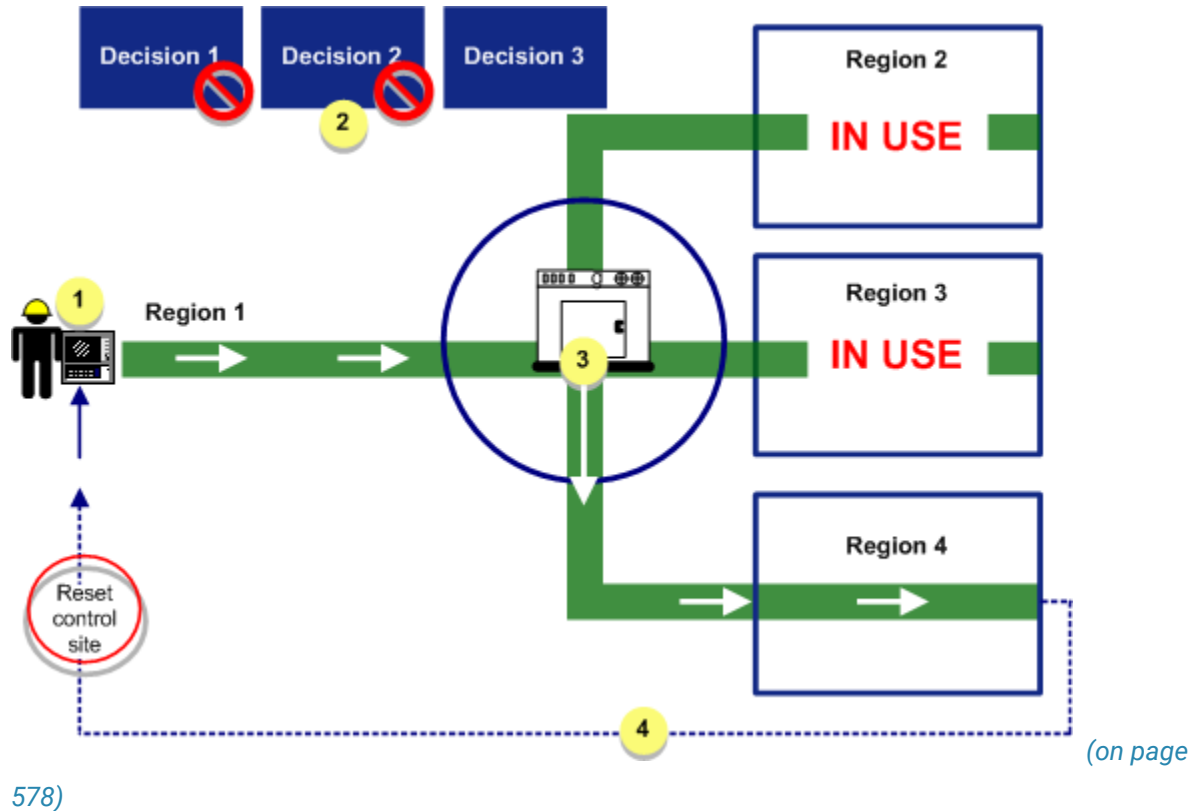 Decision 1
Decision 2
Decision 3
2
Region 2
IN USE
1
Region 1
Region 3
IN USE
3
Region 4
Reset
control
site
4
(on page
578)